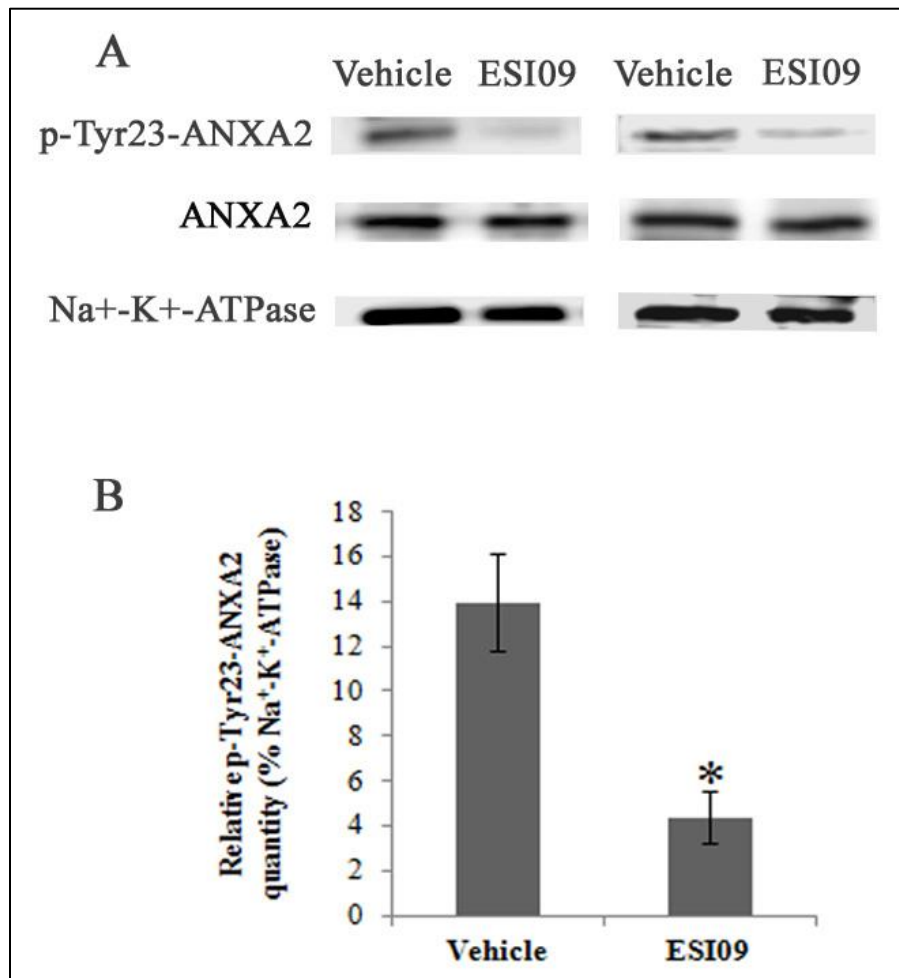 A
Vehicle ESI09 Vehicle ESI09
p-Tyr23-ANXA2
ANXA2
Na+-K+-ATPase
B
Relative p-Tyr23-ANXA2
quantity (% Na⁺-K⁺-ATPase)
18
16
14
12
10
8
6
4
2
0
*
Vehicle ESI09